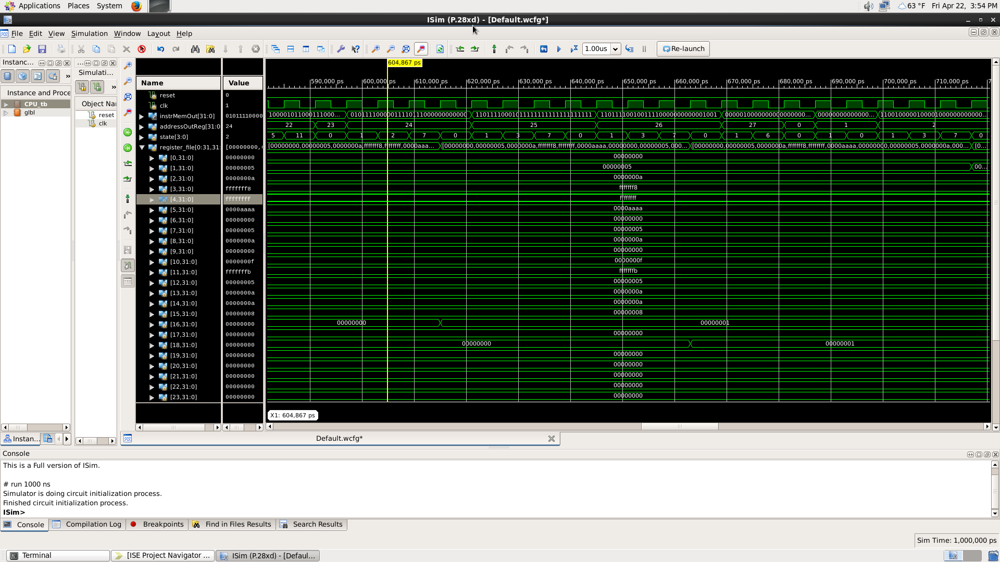 Applications Places System 63 °F Fri Apr 22, 3:54 PM
ISim (P.28xd) - [Default.wcfg*]
File Edit View Simulation Window Layout Help
1.00us Re-launch
Instanc...
Instance and Proce
CPU_tb
glbl
...
Simulati...
Object Na
reset
clk
Name Value
reset 0
clk 1
instrMemOut[31:0] 01011110000
addressOutReg[31:0 24
state[3:0] 2
register_file[0:31,31: [00000000,
[0,31:0] 00000000
[1,31:0] 00000005
[2,31:0] 0000000a
[3,31:0] fffffff8
[4,31:0] ffffffff
[5,31:0] 0000aaaa
[6,31:0] 00000000
[7,31:0] 00000005
[8,31:0] 0000000a
[9,31:0] 00000000
[10,31:0] 0000000f
[11,31:0] fffffffb
[12,31:0] 00000005
[13,31:0] 0000000a
[14,31:0] 0000000a
[15,31:0] 00000008
[16,31:0] 00000000
[17,31:0] 00000000
[18,31:0] 00000000
[19,31:0] 00000000
[20,31:0] 00000000
[21,31:0] 00000000
[22,31:0] 00000000
[23,31:0] 00000000
604,867 ps
590,000 ps 600,000 ps 610,000 ps 620,000 ps 630,000 ps 640,000 ps 650,000 ps 660,000 ps 670,000 ps 680,000 ps 690,000 ps 700,000 ps 710,000 ps 7
22 23 24 25 26 27 0 1 2
5 11 0 1 2 7 0 1 3 7 0 1 3 7 0 1 6 0 1 0 1 3 7 0
[00000000,00000005,0000000a,fffffff8,ffffffff,0000aaa... [00000000,00000005,0000000a,fffffff8,ffffffff,0000aaaa,00000000,00000005,000... [00000000,00000005,0000000a,fffffff8,ffffffff,0000aaaa,00000000,00000005,0000000a,000... [0...
00000000
00000005 00...
0000000a
fffffff8
ffffffff
0000aaaa
00000000
00000005
0000000a
00000000
0000000f
fffffffb
00000005
0000000a
0000000a
00000008
00000000 00000001
00000000
00000000 00000001
00000000
00000000
00000000
00000000
00000000
X1: 604,867 ps
Instan...
Default.wcfg*
Console
This is a Full version of ISim.
# run 1000 ns
Simulator is doing circuit initialization process.
Finished circuit initialization process.
ISim>
Console Compilation Log Breakpoints Find in Files Results Search Results
Sim Time: 1,000,000 ps
Terminal [ISE Project Navigator ... ISim (P.28xd) - [Defaul...